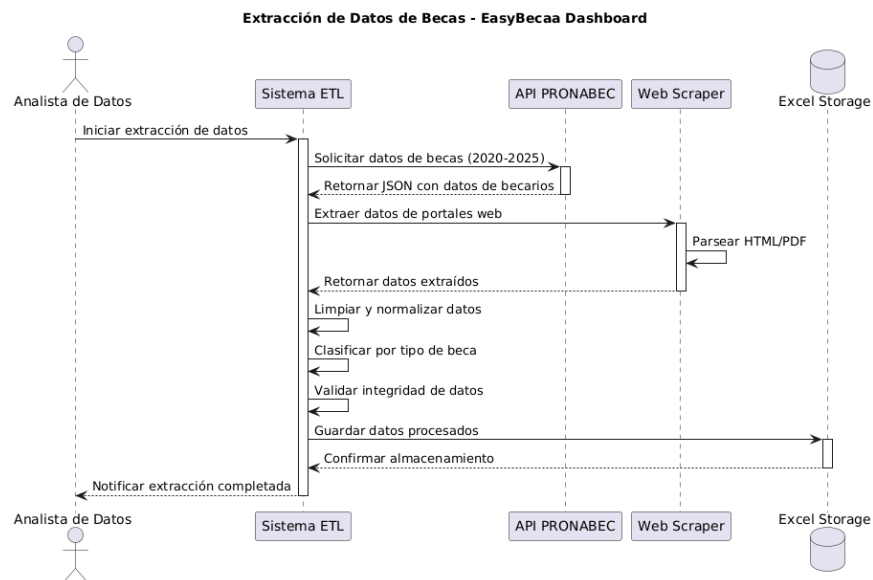 Extracción de Datos de Becas - EasyBecaa Dashboard
Analista de Datos
Sistema ETL
API PRONABEC
Web Scraper
Excel Storage
Iniciar extracción de datos
Solicitar datos de becas (2020-2025)
Retornar JSON con datos de becarios
Extraer datos de portales web
Parsear HTML/PDF
Retornar datos extraídos
Limpiar y normalizar datos
Clasificar por tipo de beca
Validar integridad de datos
Guardar datos procesados
Confirmar almacenamiento
Notificar extracción completada
Analista de Datos
Sistema ETL
API PRONABEC
Web Scraper
Excel Storage